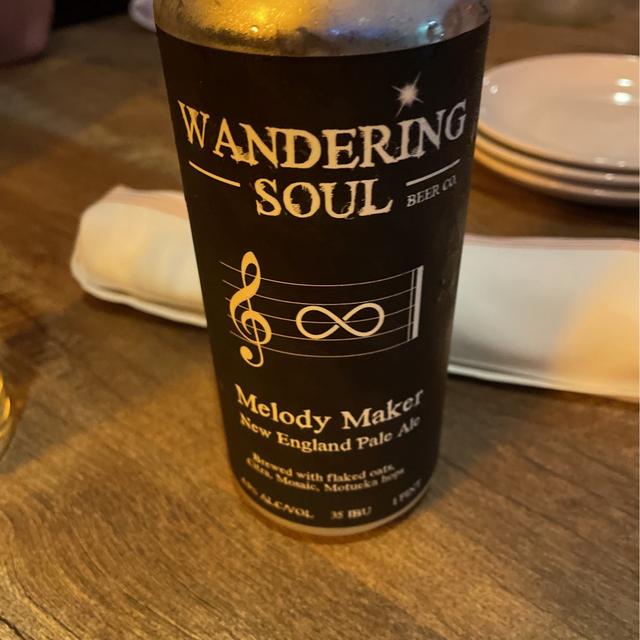 WANDERING
SOUL
BEER CO.
Melody Maker
New England Pale Ale
Brewed with flaked oats,
Citra, Mosaic, Motueka hops
ALC/VOL 35 IBU 1 PINT